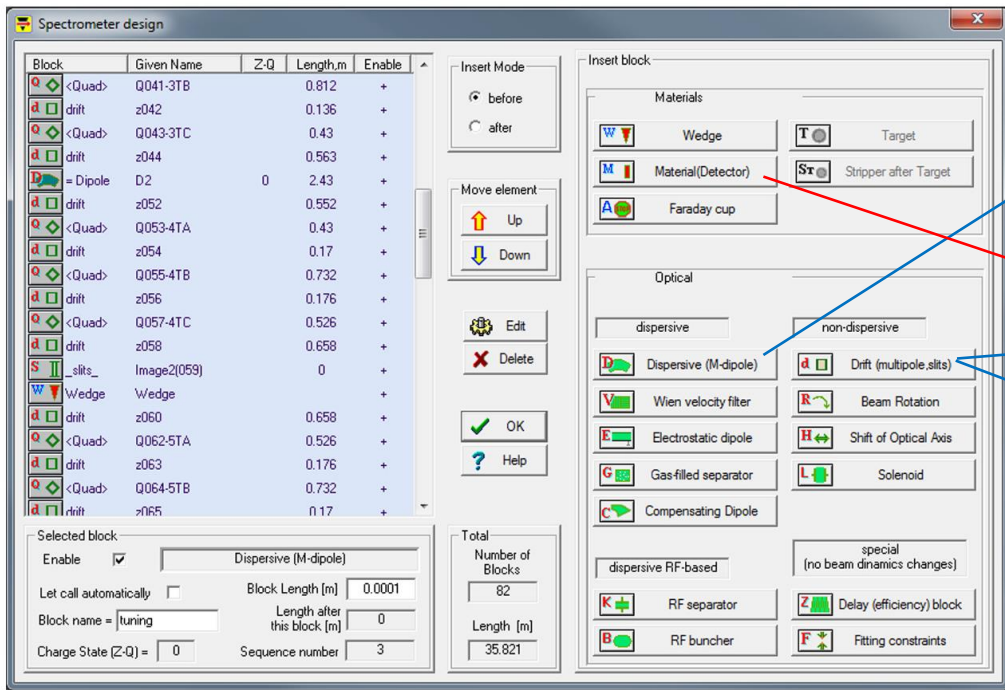 Spectrometer design
Block Given Name Z-Q Length,m Enable
Q <Quad> Q041-3TB 0.812 +
d drift z042 0.136 +
Q <Quad> Q043-3TC 0.43 +
d drift z044 0.563 +
D = Dipole D2 0 2.43 +
d drift z052 0.552 +
Q <Quad> Q053-4TA 0.43 +
d drift z054 0.17 +
Q <Quad> Q055-4TB 0.732 +
d drift z056 0.176 +
Q <Quad> Q057-4TC 0.526 +
d drift z058 0.658 +
S _slits_ Image2(059) 0 +
W Wedge Wedge +
d drift z060 0.658 +
Q <Quad> Q062-5TA 0.526 +
d drift z063 0.176 +
Q <Quad> Q064-5TB 0.732 +
d drift z065 0.17 +
Insert Mode
before
after
Move element
Up
Down
Edit
Delete
OK
Help
Insert block
Materials
W Wedge
T Target
M Material(Detector)
ST Stripper after Target
A Faraday cup
Optical
dispersive
non-dispersive
D Dispersive (M-dipole)
d Drift (multipole,slits)
V Wien velocity filter
R Beam Rotation
E Electrostatic dipole
H Shift of Optical Axis
G Gas-filled separator
L Solenoid
C Compensating Dipole
dispersive RF-based
special
(no beam dinamics changes)
K RF separator
Z Delay (efficiency) block
B RF buncher
F Fitting constraints
Selected block
Enable Dispersive (M-dipole)
Let call automatically
Block Length [m] 0.0001
Block name = tuning
Length after
this block [m] 0
Charge State (Z-Q) = 0
Sequence number 3
Total
Number of
Blocks
82
Length [m]
35.821